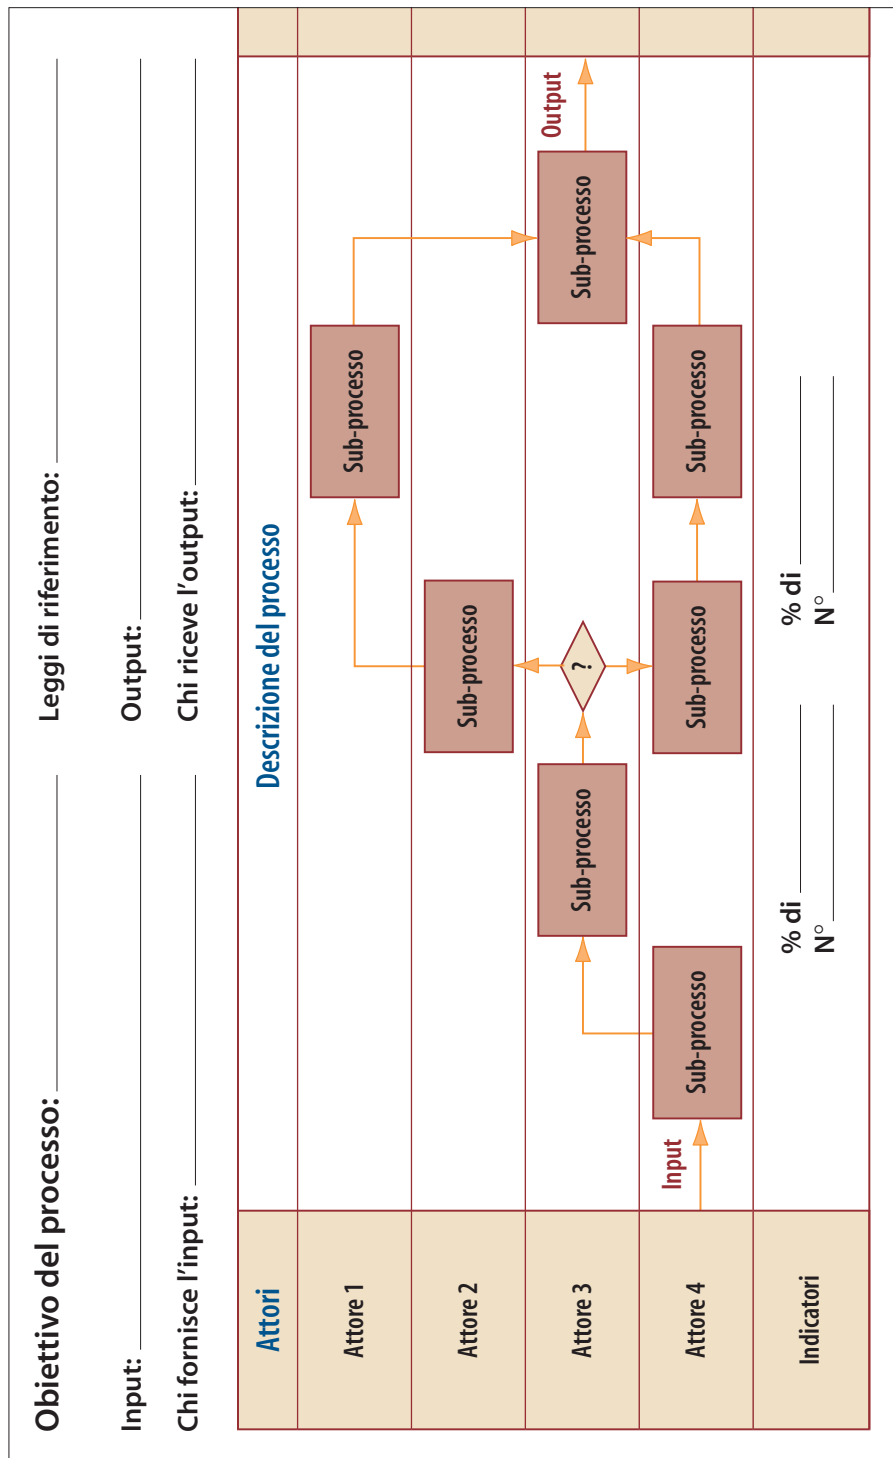 Obiettivo del processo: Leggi di riferimento:
Input: Output:
Chi fornisce l'input: Chi riceve l'output:
Attori Descrizione del processo
Attore 1 Sub-processo
Attore 2 Sub-processo
Attore 3 Sub-processo ? Sub-processo Output
Attore 4 Input Sub-processo Sub-processo Sub-processo
Indicatori
% di % di
N° N°